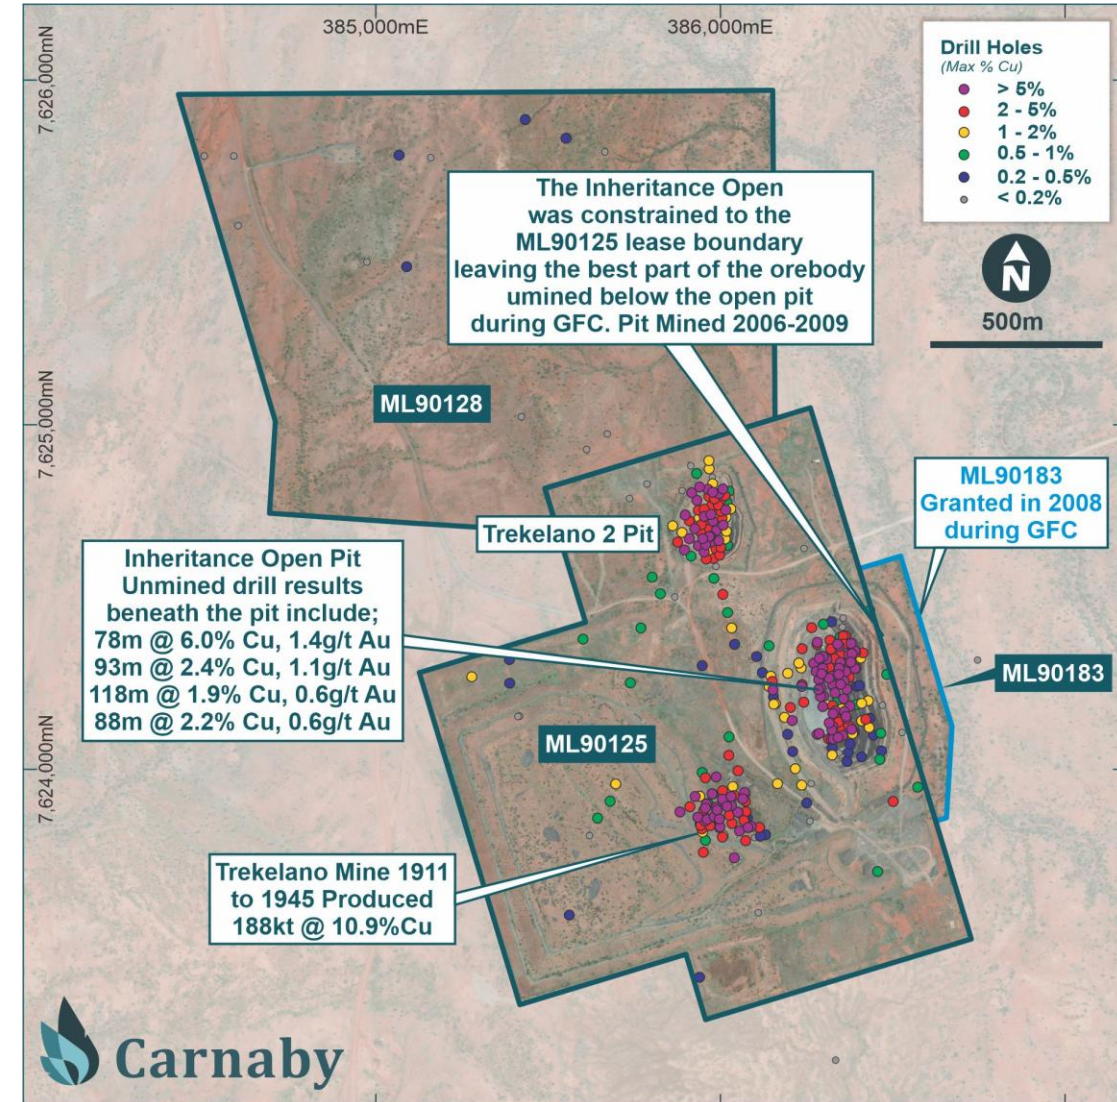 385,000mE
386,000mE
7,626,000mN
7,625,000mN
7,624,000mN
Drill Holes
(Max % Cu)
> 5%
2 - 5%
1 - 2%
0.5 - 1%
0.2 - 0.5%
< 0.2%
N
500m
The Inheritance Open
was constrained to the
ML90125 lease boundary
leaving the best part of the orebody
umined below the open pit
during GFC. Pit Mined 2006-2009
ML90128
ML90183
Granted in 2008
during GFC
Trekelano 2 Pit
Inheritance Open Pit
Unmined drill results
beneath the pit include;
78m @ 6.0% Cu, 1.4g/t Au
93m @ 2.4% Cu, 1.1g/t Au
118m @ 1.9% Cu, 0.6g/t Au
88m @ 2.2% Cu, 0.6g/t Au
ML90183
ML90125
Trekelano Mine 1911
to 1945 Produced
188kt @ 10.9%Cu
Carnaby